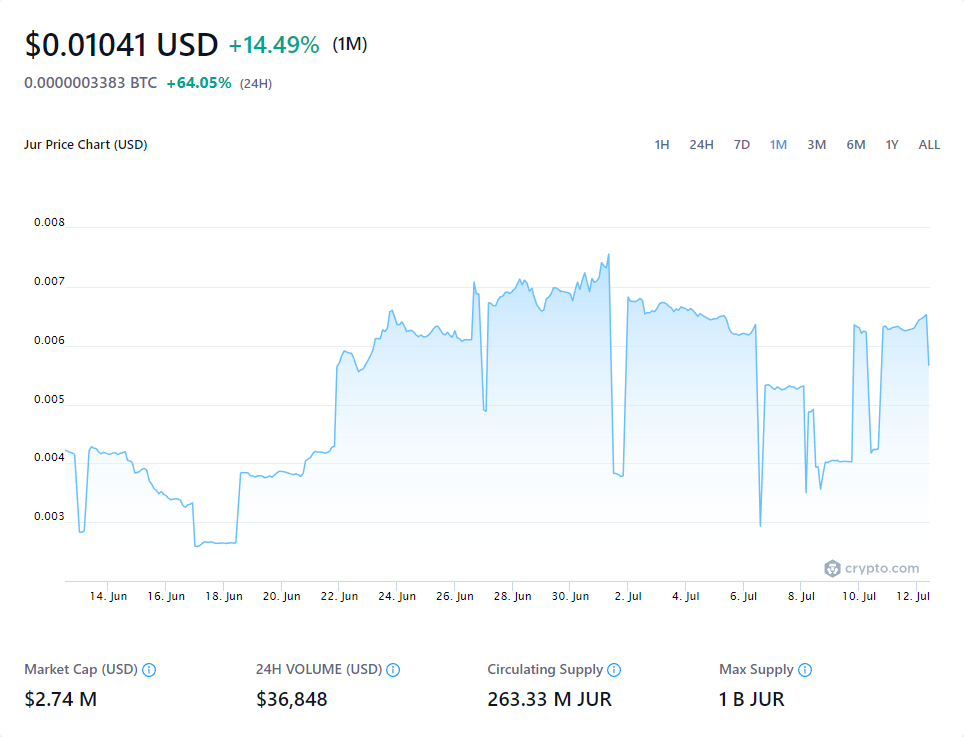 $0.01041 USD +14.49% (1M)
0.0000003383 BTC +64.05% (24H)
Jur Price Chart (USD) 1H 24H 7D 1M 3M 6M 1Y ALL
0.008
0.007
0.006
0.005
0.004
0.003
crypto.com
14. Jun 16. Jun 18. Jun 20. Jun 22. Jun 24. Jun 26. Jun 28. Jun 30. Jun 2. Jul 4. Jul 6. Jul 8. Jul 10. Jul 12. Jul
Market Cap (USD) 24H VOLUME (USD) Circulating Supply Max Supply
$2.74 M $36,848 263.33 M JUR 1 B JUR